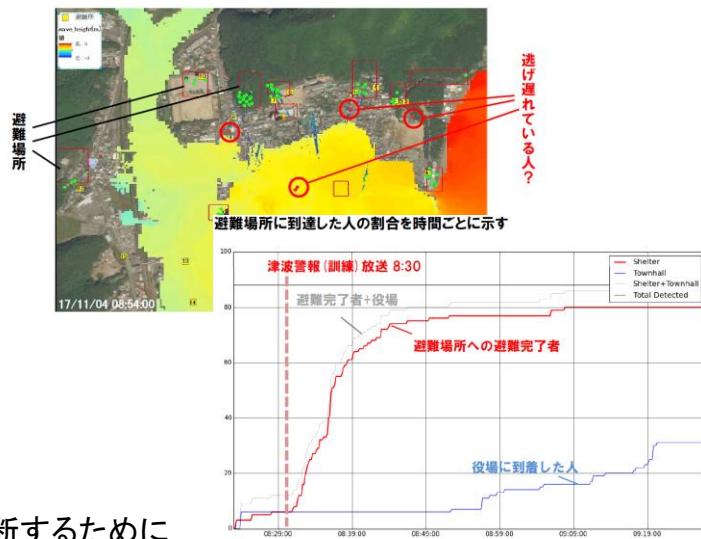 避難所
wave_height[m]
値
避難場所
逃げ遅れている人?
17/11/04 08:54:00
避難場所に到達した人の割合を時間ごとに示す
津波警報(訓練)放送 8:30
Shelter
Townhall
Shelter+Townhall
Total Detected
避難完了者+役場
避難場所への避難完了者
役場に到着した人
100
80
60
40
20
0
08:29:00
08:39:00
08:49:00
08:59:00
09:09:00
09:19:00
断するために